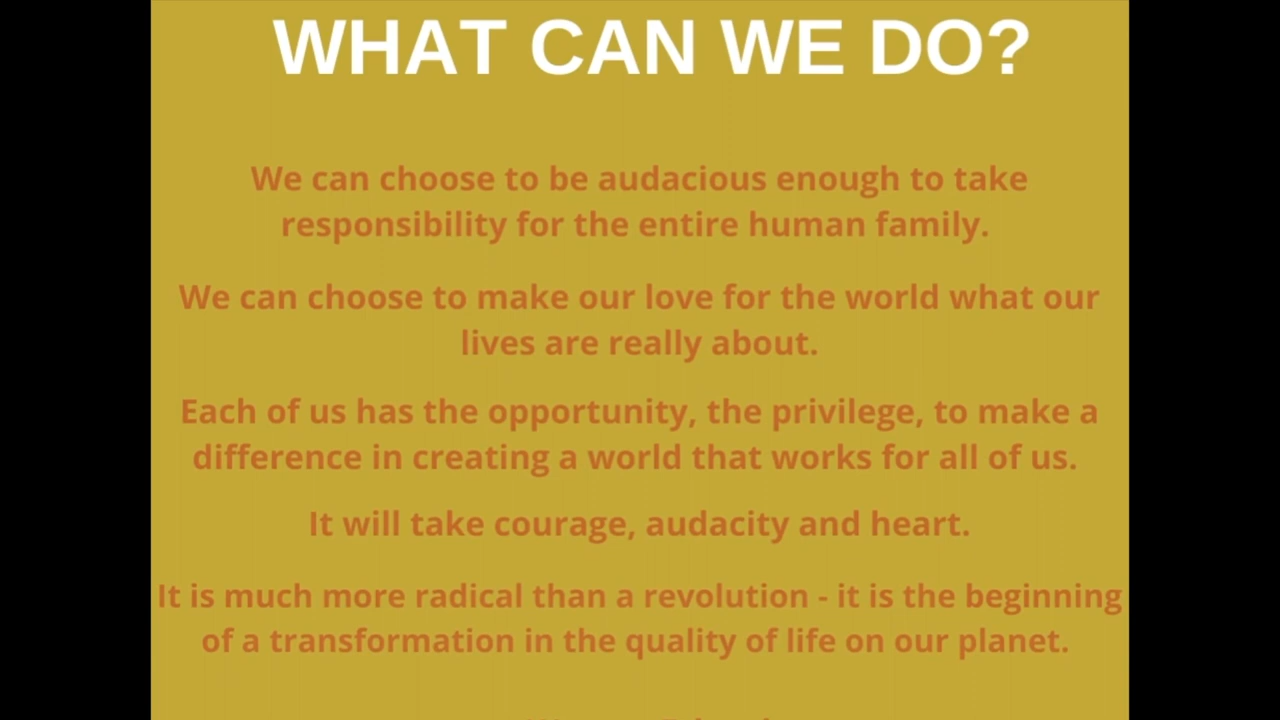 WHAT CAN WE DO?
We can choose to be audacious enough to take
responsibility for the entire human family.
We can choose to make our love for the world what our
lives are really about.
Each of us has the opportunity, the privilege, to make a
difference in creating a world that works for all of us.
It will take courage, audacity and heart.
It is much more radical than a revolution - it is the beginning
of a transformation in the quality of life on our planet.